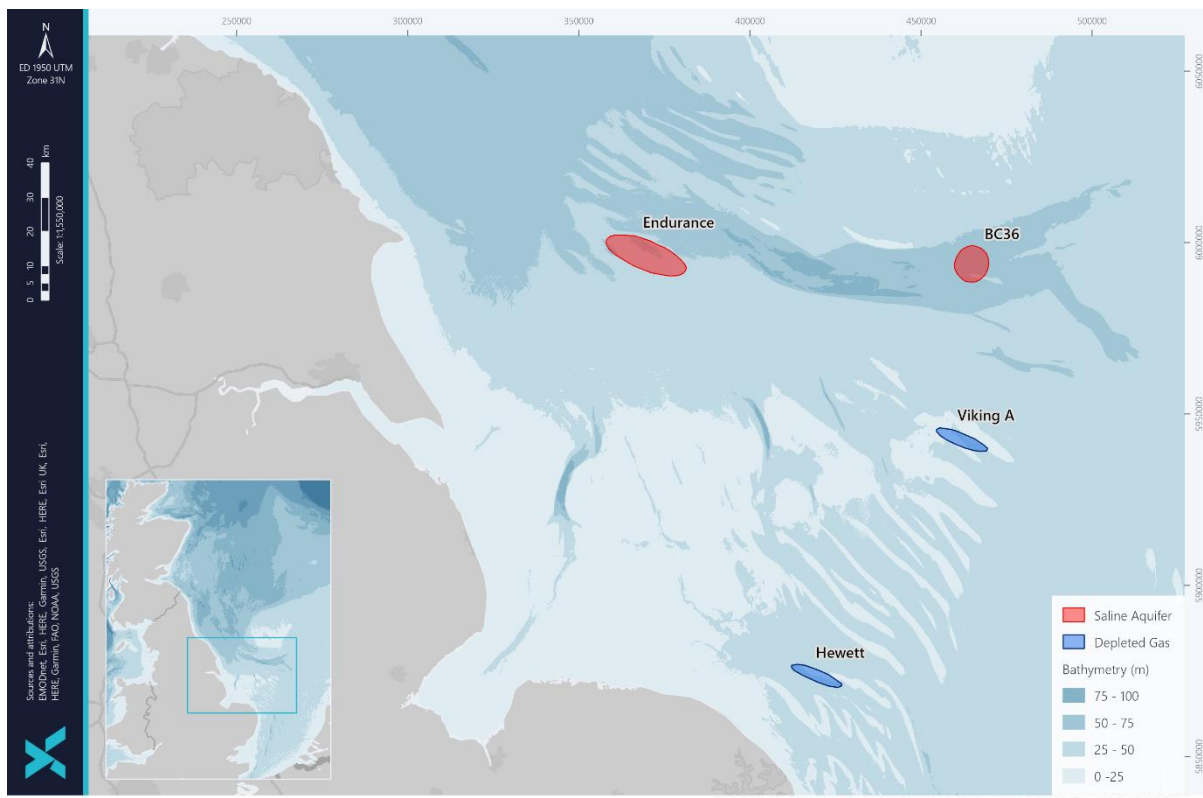 N
ED 1950 UTM
Zone 31N
250000
300000
350000
400000
450000
500000
6050000
6000000
5950000
5900000
5850000
0 5 10 20 30 40
km
Scale: 1:1,550,000
Endurance
BC36
Viking A
Hewett
Saline Aquifer
Depleted Gas
Bathymetry (m)
75 - 100
50 - 75
25 - 50
0 -25
Sources and attributions:
EMODnet, Esri, HERE, Garmin, USGS, Esri, HERE, Esri UK, Esri,
HERE, Garmin, FAO, NOAA, USGS